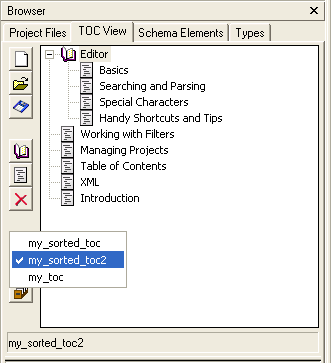 Browser
Project Files TOC View Schema Elements Types
Editor
Basics
Searching and Parsing
Special Characters
Handy Shortcuts and Tips
Working with Filters
Managing Projects
Table of Contents
XML
Introduction
my_sorted_toc
my_sorted_toc2
my_toc
my_sorted_toc2